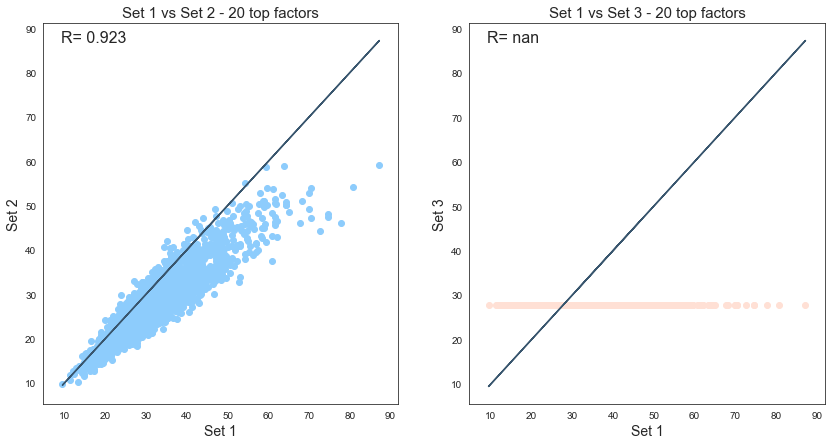 Set 1 vs Set 2 - 20 top factors
R= 0.923
90
80
70
60
50
40
30
20
10
Set 2
10 20 30 40 50 60 70 80 90
Set 1
Set 1 vs Set 3 - 20 top factors
R= nan
90
80
70
60
50
40
30
20
10
Set 3
10 20 30 40 50 60 70 80 90
Set 1